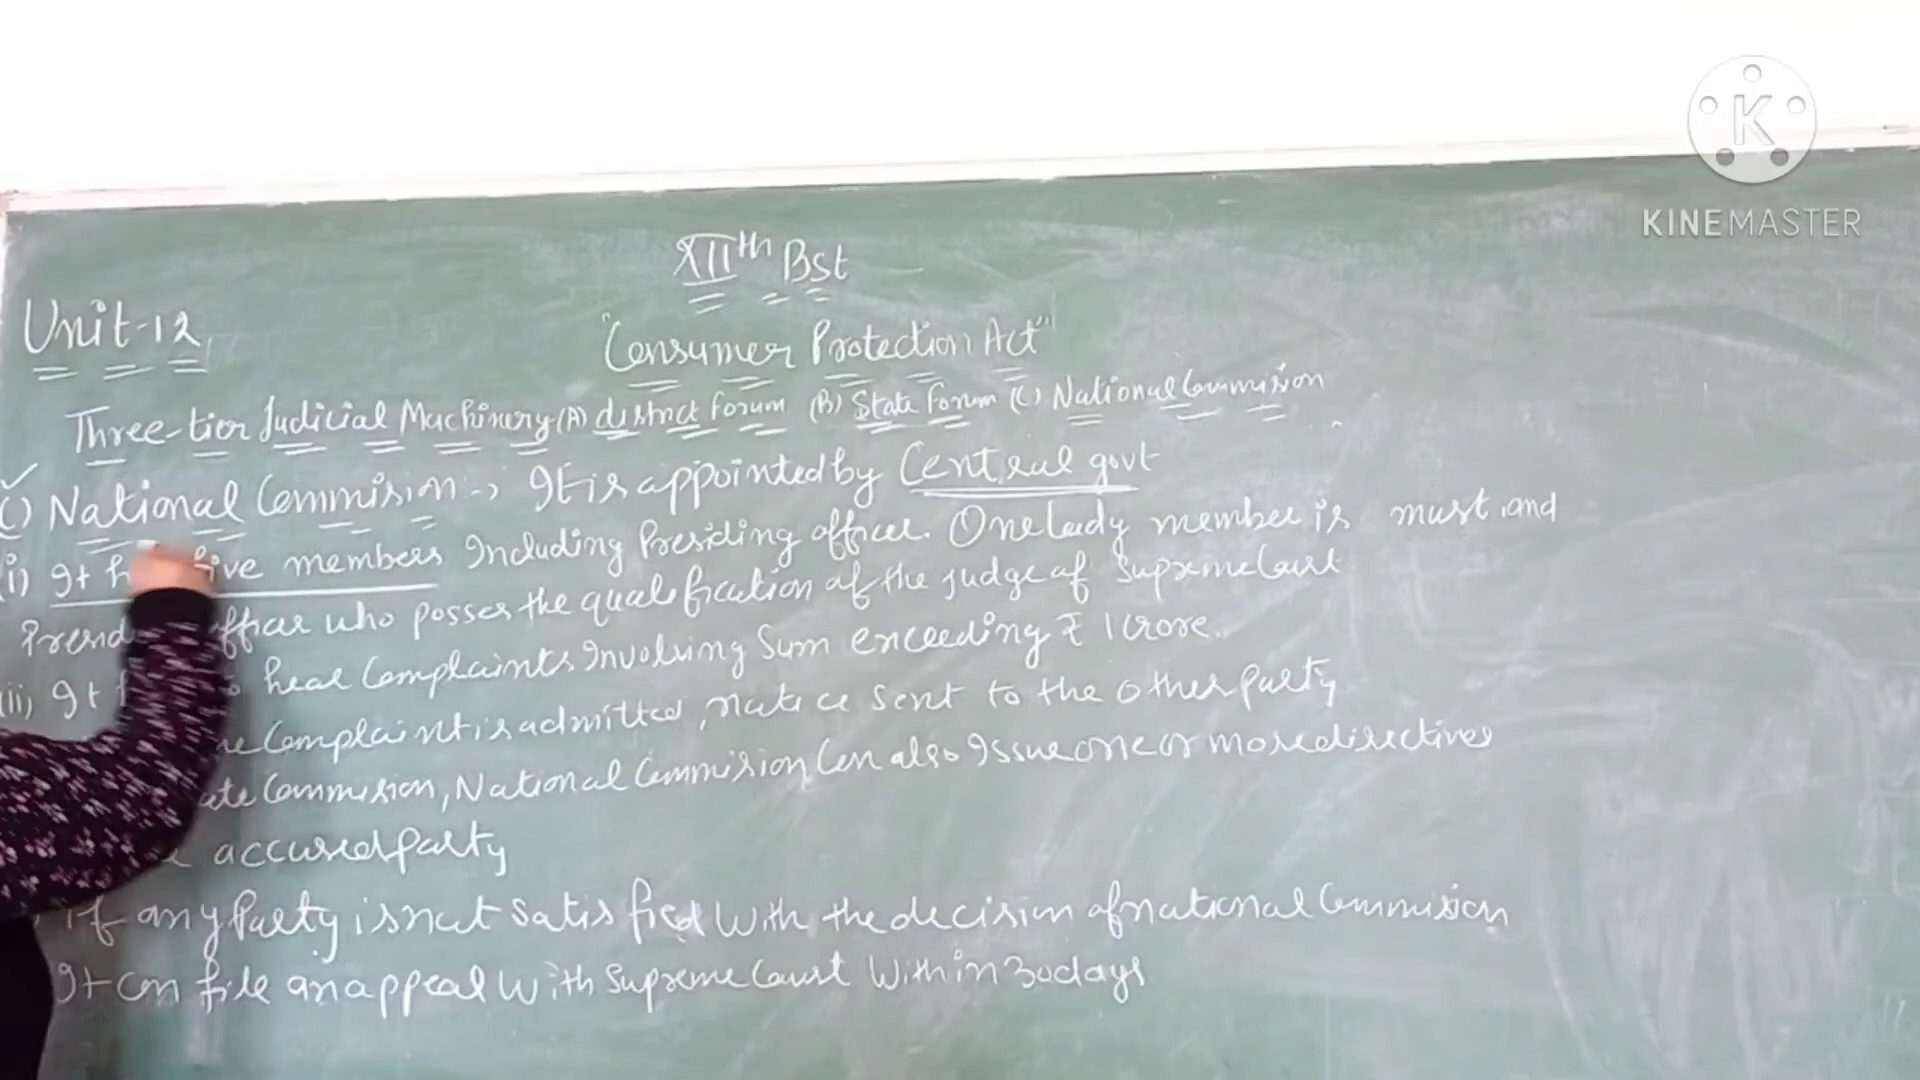 KINEMASTER
XIIth Bst
Unit-12
"Consumer Protection Act"
Three-tier Judicial Machinery (A) district Forum (B) State Forum (C) National Commision
(C) National Commision :-, It is appointed by Central govt
(i) It five members Including Presiding officer. One lady member is must and
officer who posses the qualification of the judge of Supreme Court
(ii) It hear Complaints Involving Sum exceeding ₹ 1 Crore.
Complaint is admitted, notice sent to the other party
Commision, National Commision Can also Issue one or more directives
accused party
if any Party is not Satisfied With the decision of national Commision
It can file an appeal With Supreme Court Within 30 days